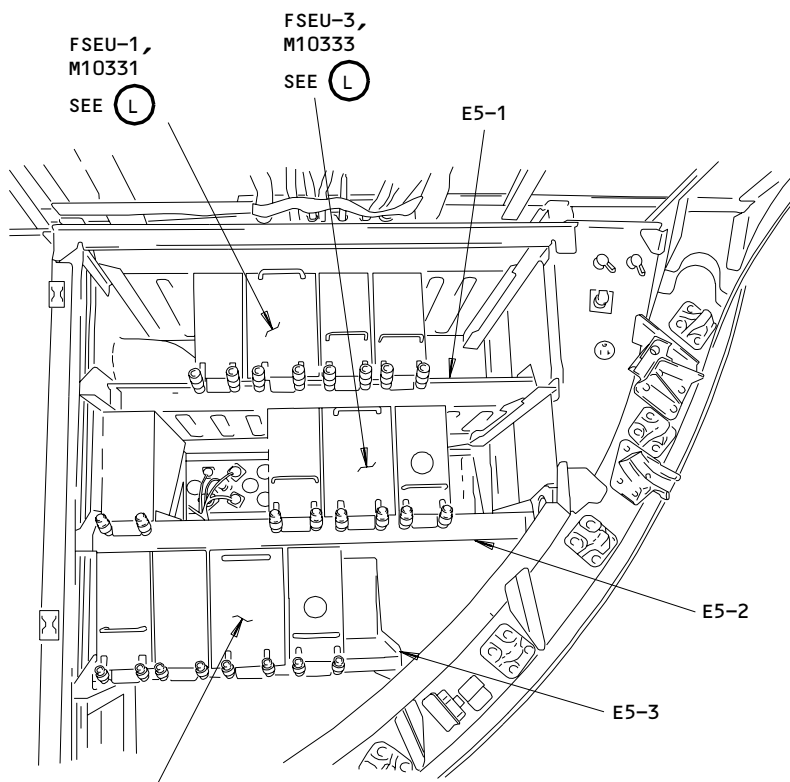 FSEU-1,
M10331
SEE L
FSEU-3,
M10333
SEE L
E5-1
E5-2
E5-3